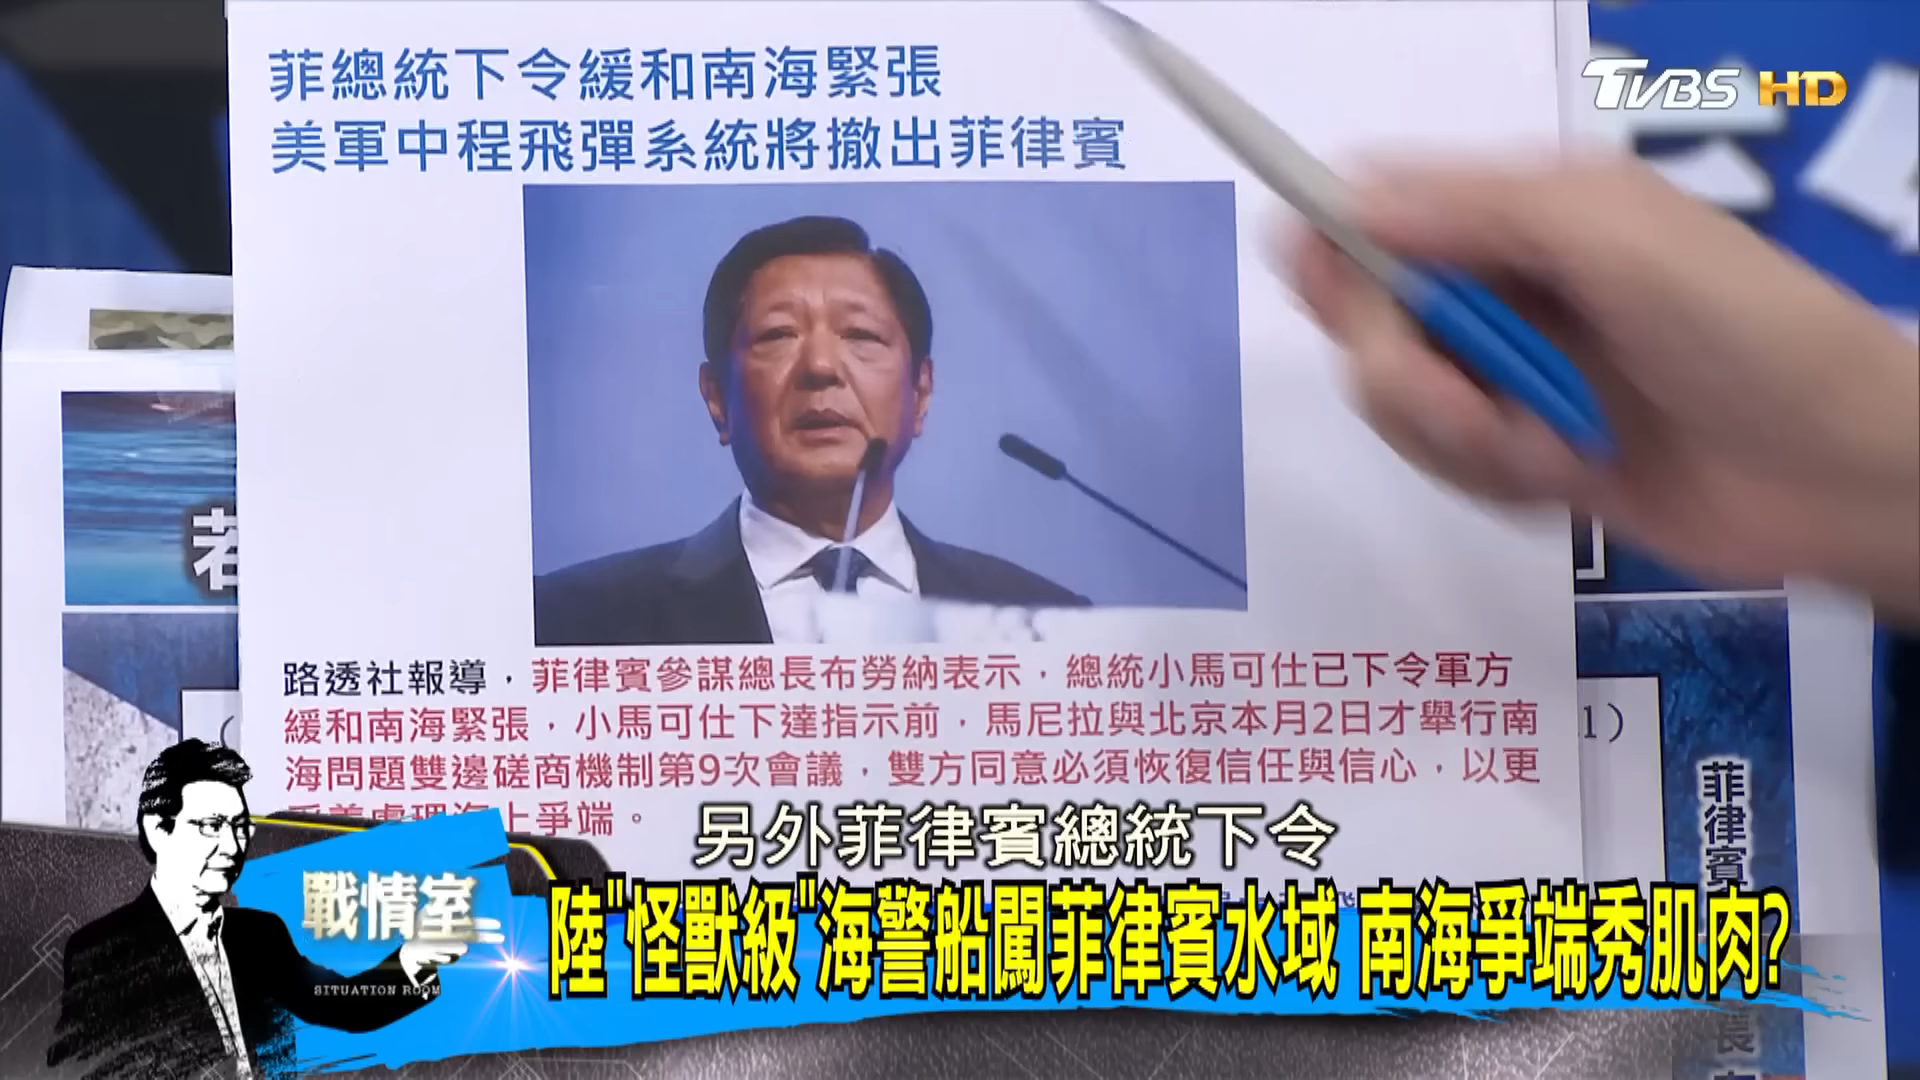 菲總統下令緩和南海緊張
美軍中程飛彈系統將撤出菲律賓
TVBS HD
路透社報導，菲律賓參謀總長布勞納表示，總統小馬可仕已下令軍方
緩和南海緊張，小馬可仕下達指示前，馬尼拉與北京本月2日才舉行南
海問題雙邊磋商機制第9次會議，雙方同意必須恢復信任與信心，以更
爭端。
1）
菲律賓
另外菲律賓總統下令
戰情室
SITUATION ROOM
陸"怪獸級"海警船闖菲律賓水域 南海爭端秀肌肉?